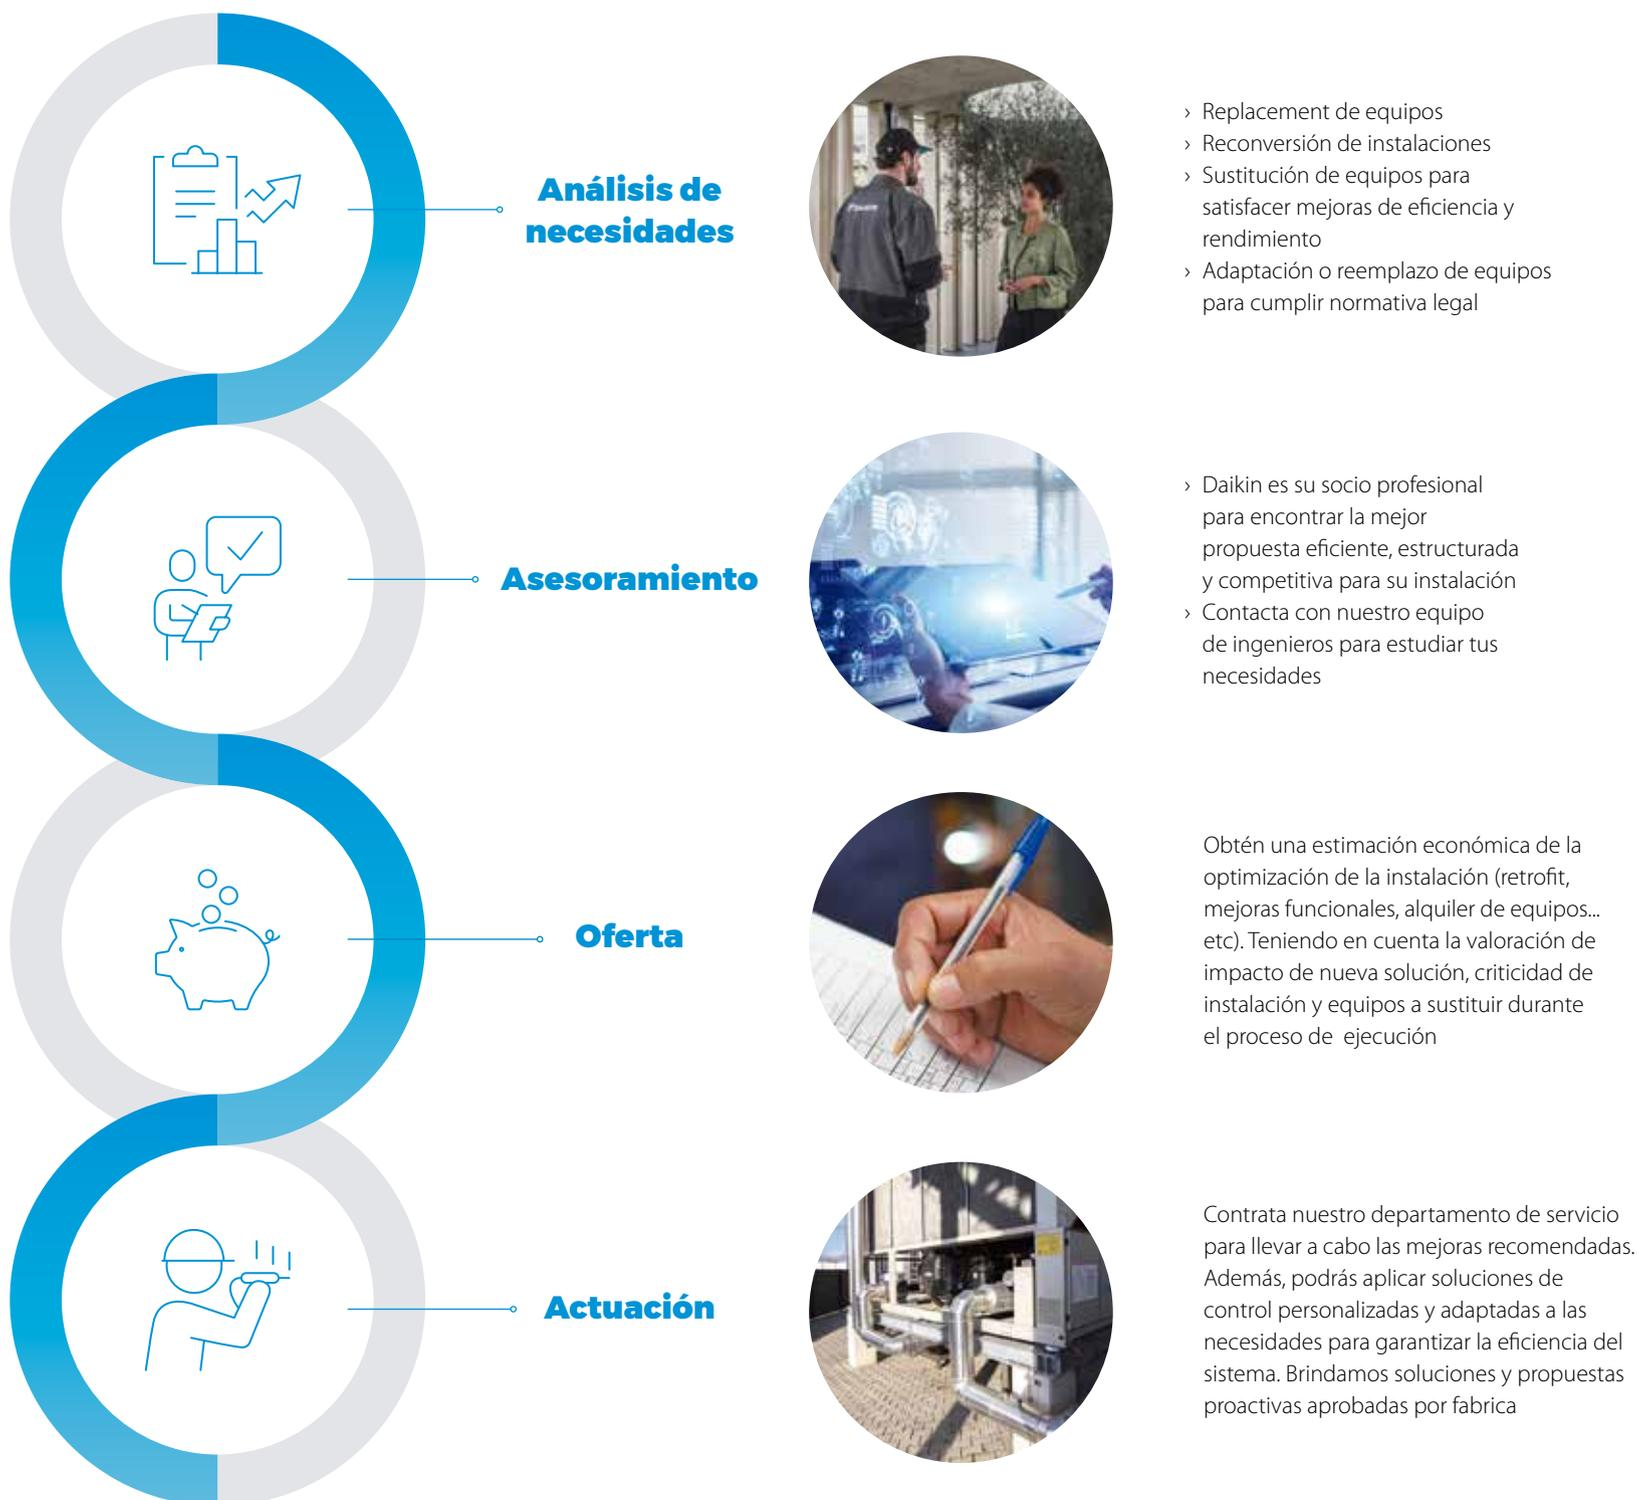 Análisis de
necesidades
› Replacement de equipos
› Reconversión de instalaciones
› Sustitución de equipos para
satisfacer mejoras de eficiencia y
rendimiento
› Adaptación o reemplazo de equipos
para cumplir normativa legal
Asesoramiento
› Daikin es su socio profesional
para encontrar la mejor
propuesta eficiente, estructurada
y competitiva para su instalación
› Contacta con nuestro equipo
de ingenieros para estudiar tus
necesidades
Oferta
Obtén una estimación económica de la
optimización de la instalación (retrofit,
mejoras funcionales, alquiler de equipos...
etc). Teniendo en cuenta la valoración de
impacto de nueva solución, criticidad de
instalación y equipos a sustituir durante
el proceso de ejecución
Actuación
Contrata nuestro departamento de servicio
para llevar a cabo las mejoras recomendadas.
Además, podrás aplicar soluciones de
control personalizadas y adaptadas a las
necesidades para garantizar la eficiencia del
sistema. Brindamos soluciones y propuestas
proactivas aprobadas por fabrica